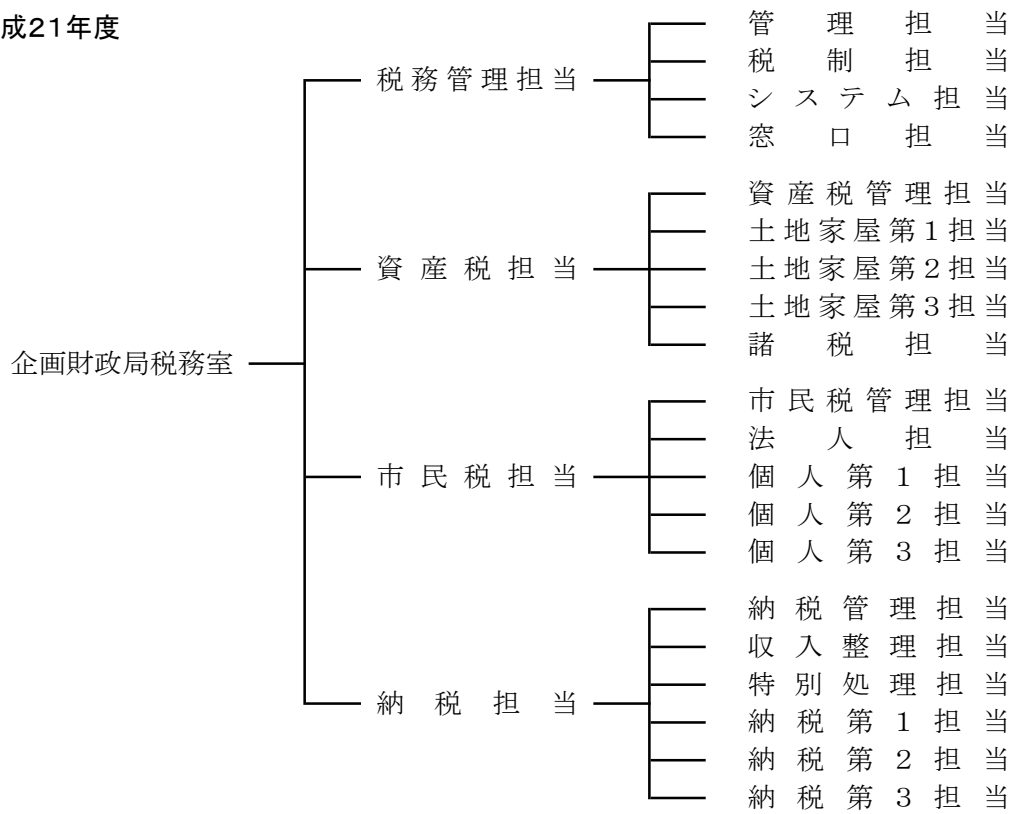 成21年度
企画財政局税務室
税務管理担当
管理担当
税制担当
システム担当
窓口担当
資産税担当
資産税管理担当
土地家屋第1担当
土地家屋第2担当
土地家屋第3担当
諸税担当
市民税担当
市民税管理担当
法人担当
個人第1担当
個人第2担当
個人第3担当
納税担当
納税管理担当
収入整理担当
特別処理担当
納税第1担当
納税第2担当
納税第3担当